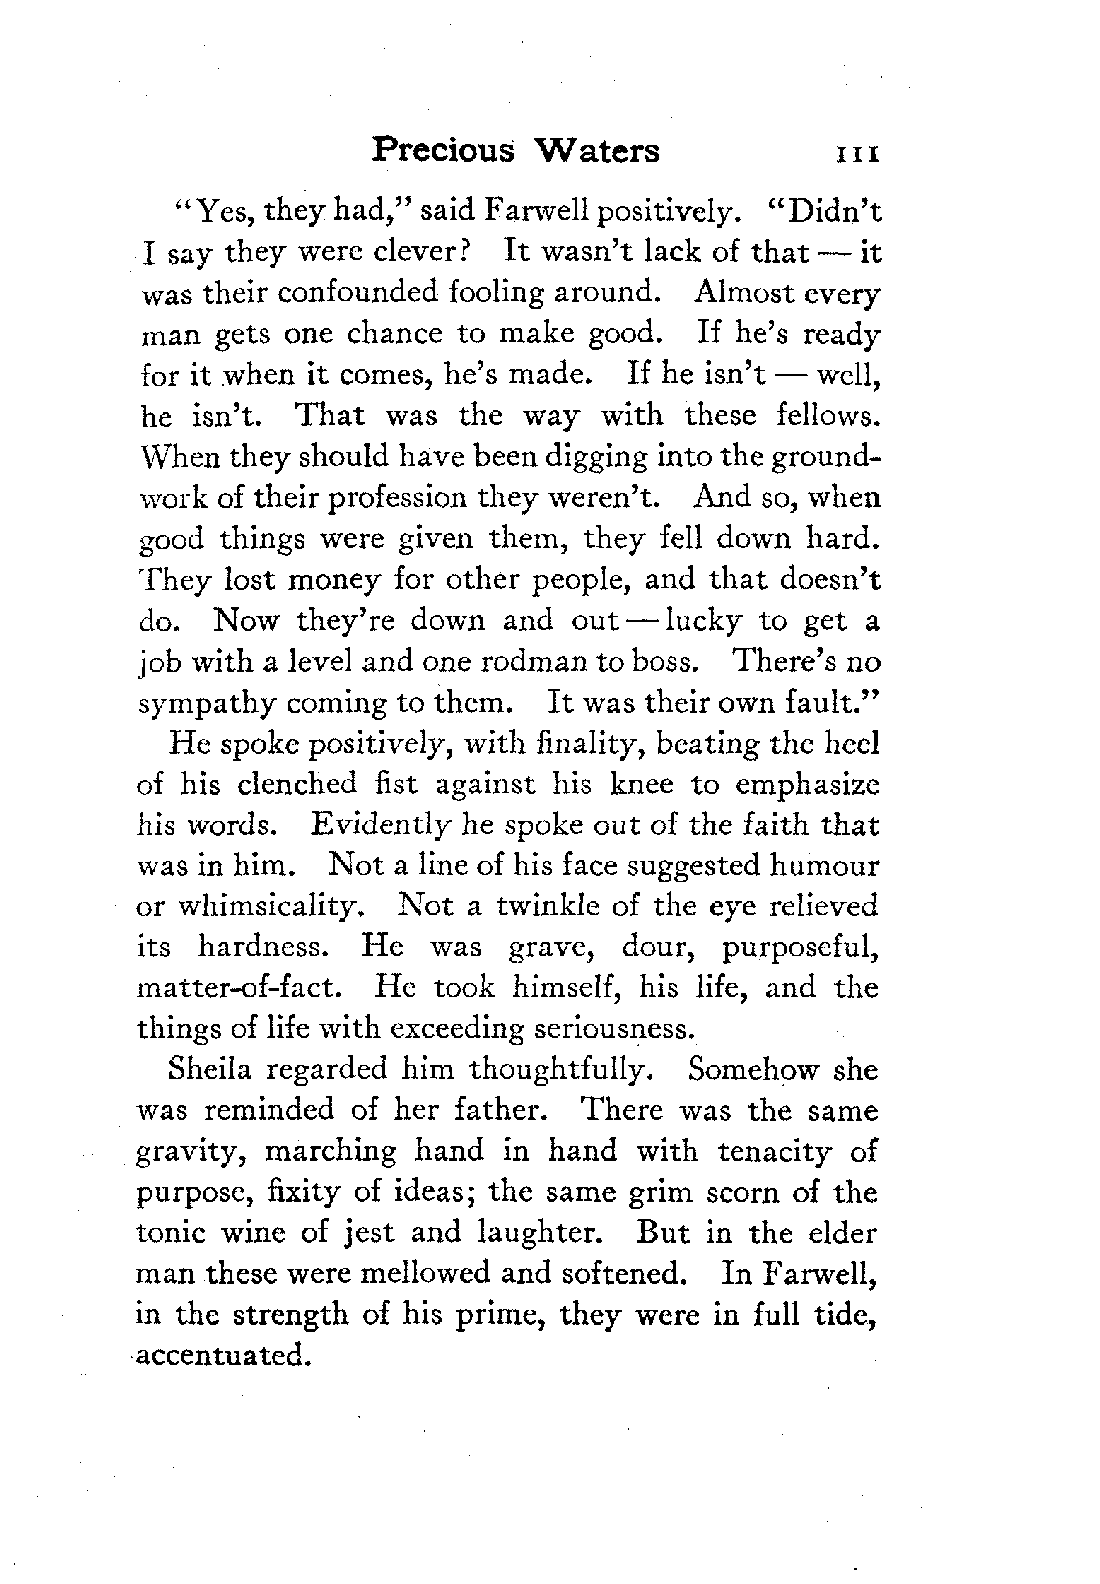 Precious Waters 111
"Yes, they had," said Farwell positively. "Didn't
I say they were clever? It wasn't lack of that — it
was their confounded fooling around. Almost every
man gets one chance to make good. If he's ready
for it when it comes, he's made. If he isn't — well,
he isn't. That was the way with these fellows.
When they should have been digging into the ground-
work of their profession they weren't. And so, when
good things were given them, they fell down hard.
They lost money for other people, and that doesn't
do. Now they're down and out — lucky to get a
job with a level and one rodman to boss. There's no
sympathy coming to them. It was their own fault."
He spoke positively, with finality, beating the heel
of his clenched fist against his knee to emphasize
his words. Evidently he spoke out of the faith that
was in him. Not a line of his face suggested humour
or whimsicality. Not a twinkle of the eye relieved
its hardness. He was grave, dour, purposeful,
matter-of-fact. He took himself, his life, and the
things of life with exceeding seriousness.
Sheila regarded him thoughtfully. Somehow she
was reminded of her father. There was the same
gravity, marching hand in hand with tenacity of
purpose, fixity of ideas; the same grim scorn of the
tonic wine of jest and laughter. But in the elder
man these were mellowed and softened. In Farwell,
in the strength of his prime, they were in full tide,
accentuated.